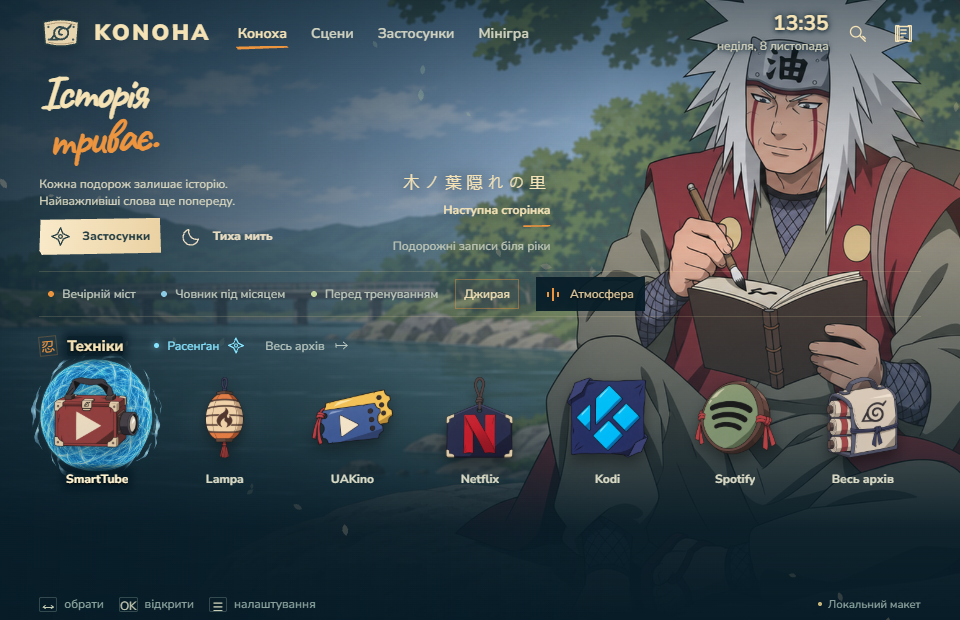 KONOHA
Коноха
Сцени
Застосунки
Мінігра
13:35
неділя, 8 листопада
油
Історія
триває.
Кожна подорож залишає історію.
Найважливіші слова ще попереду.
木ノ葉隠れの里
Наступна сторінка
Подорожні записи біля ріки
Застосунки
Тиха мить
Вечірній міст
Човник під місяцем
Перед тренуванням
Джирая
Атмосфера
忍
Техніки
Расенґан
Весь архів
N
SmartTube
Lampa
UAKino
Netflix
Kodi
Spotify
Весь архів
обрати
OK
відкрити
налаштування
Локальний макет